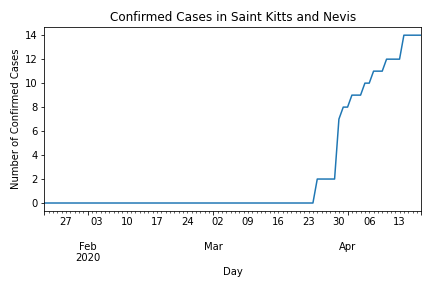 Confirmed Cases in Saint Kitts and Nevis
Number of Confirmed Cases
14
12
10
8
6
4
2
0
27 03 10 17 24 02 09 16 23 30 06 13
Feb Mar Apr
2020
Day